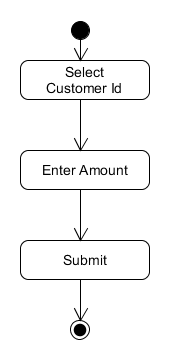 Select
Customer Id
Enter Amount
Submit